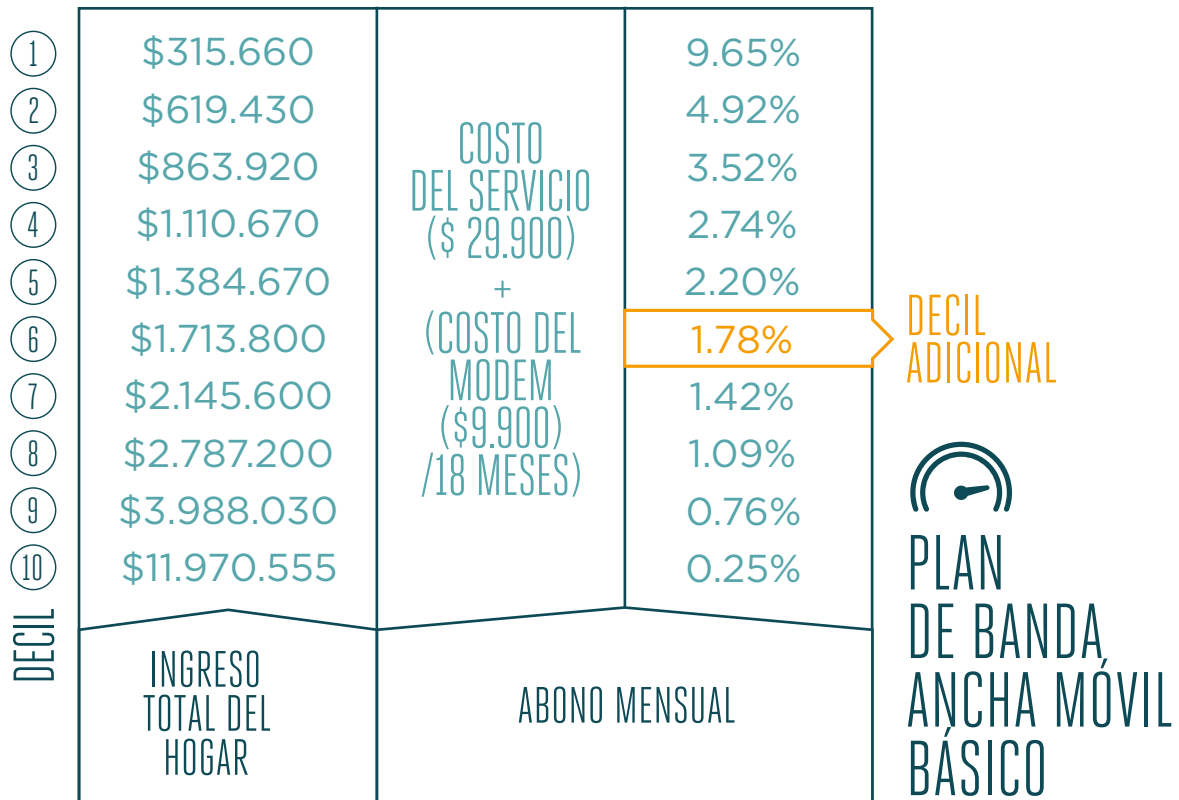 1 $315.660 9.65%
2 $619.430 4.92%
3 $863.920 3.52%
4 $1.110.670 2.74%
5 $1.384.670 2.20%
6 $1.713.800 1.78%
7 $2.145.600 1.42%
8 $2.787.200 1.09%
9 $3.988.030 0.76%
10 $11.970.555 0.25%
COSTO
DEL SERVICIO
($ 29.900)
+
(COSTO DEL
MODEM
($9.900)
/18 MESES)
DECIL
ADICIONAL
DECIL
INGRESO
TOTAL DEL
HOGAR
ABONO MENSUAL
PLAN
DE BANDA
ANCHA MÓVIL
BÁSICO